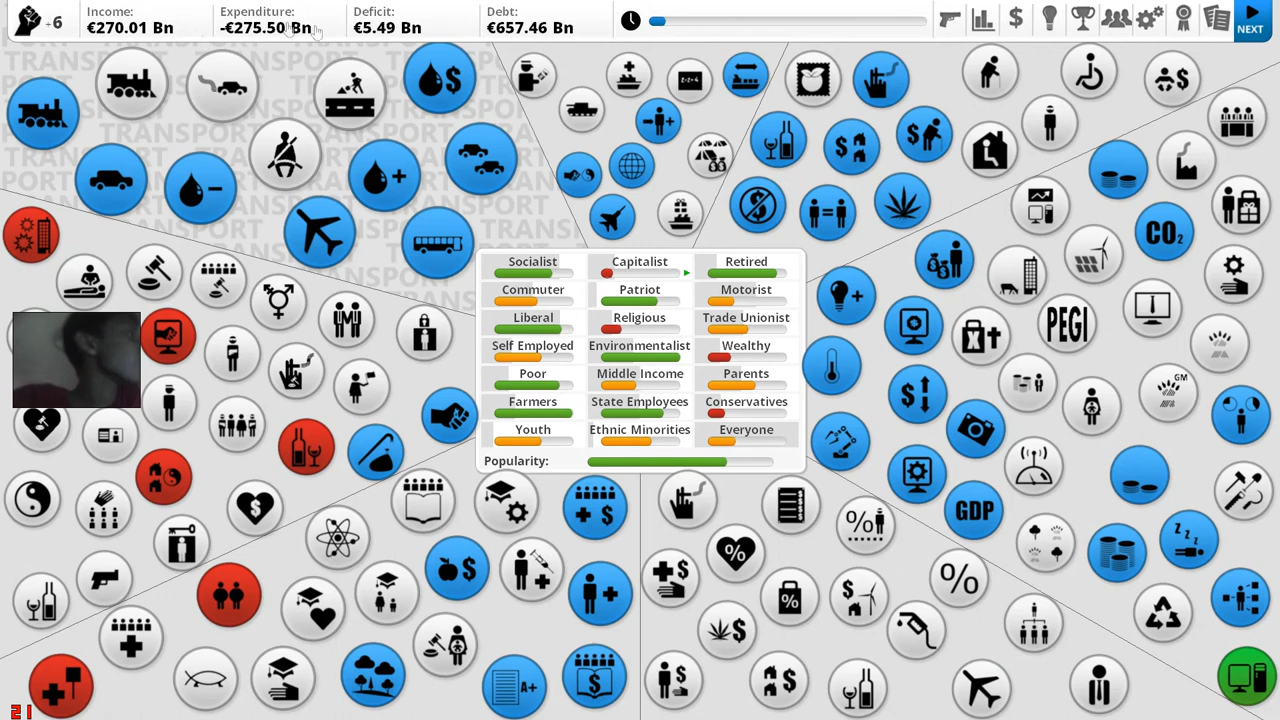 +6
Income:
€270.01 Bn
Expenditure:
-€275.50 Bn
Deficit:
€5.49 Bn
Debt:
€657.46 Bn
NEXT
TRANSPORT
Socialist Capitalist Retired
Commuter Patriot Motorist
Liberal Religious Trade Unionist
Self Employed Environmentalist Wealthy
Poor Middle Income Parents
Farmers State Employees Conservatives
Youth Ethnic Minorities Everyone
Popularity:
CO2
PEGI
GM
GDP
Z Z Z
A+
21